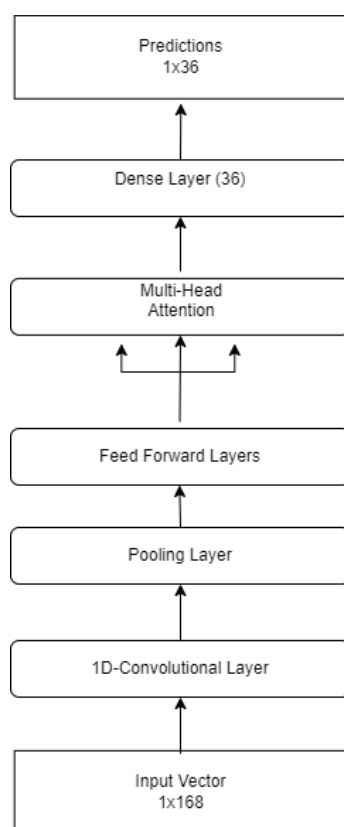 Predictions
1x36
Dense Layer (36)
Multi-Head
Attention
Feed Forward Layers
Pooling Layer
1D-Convolutional Layer
Input Vector
1x168